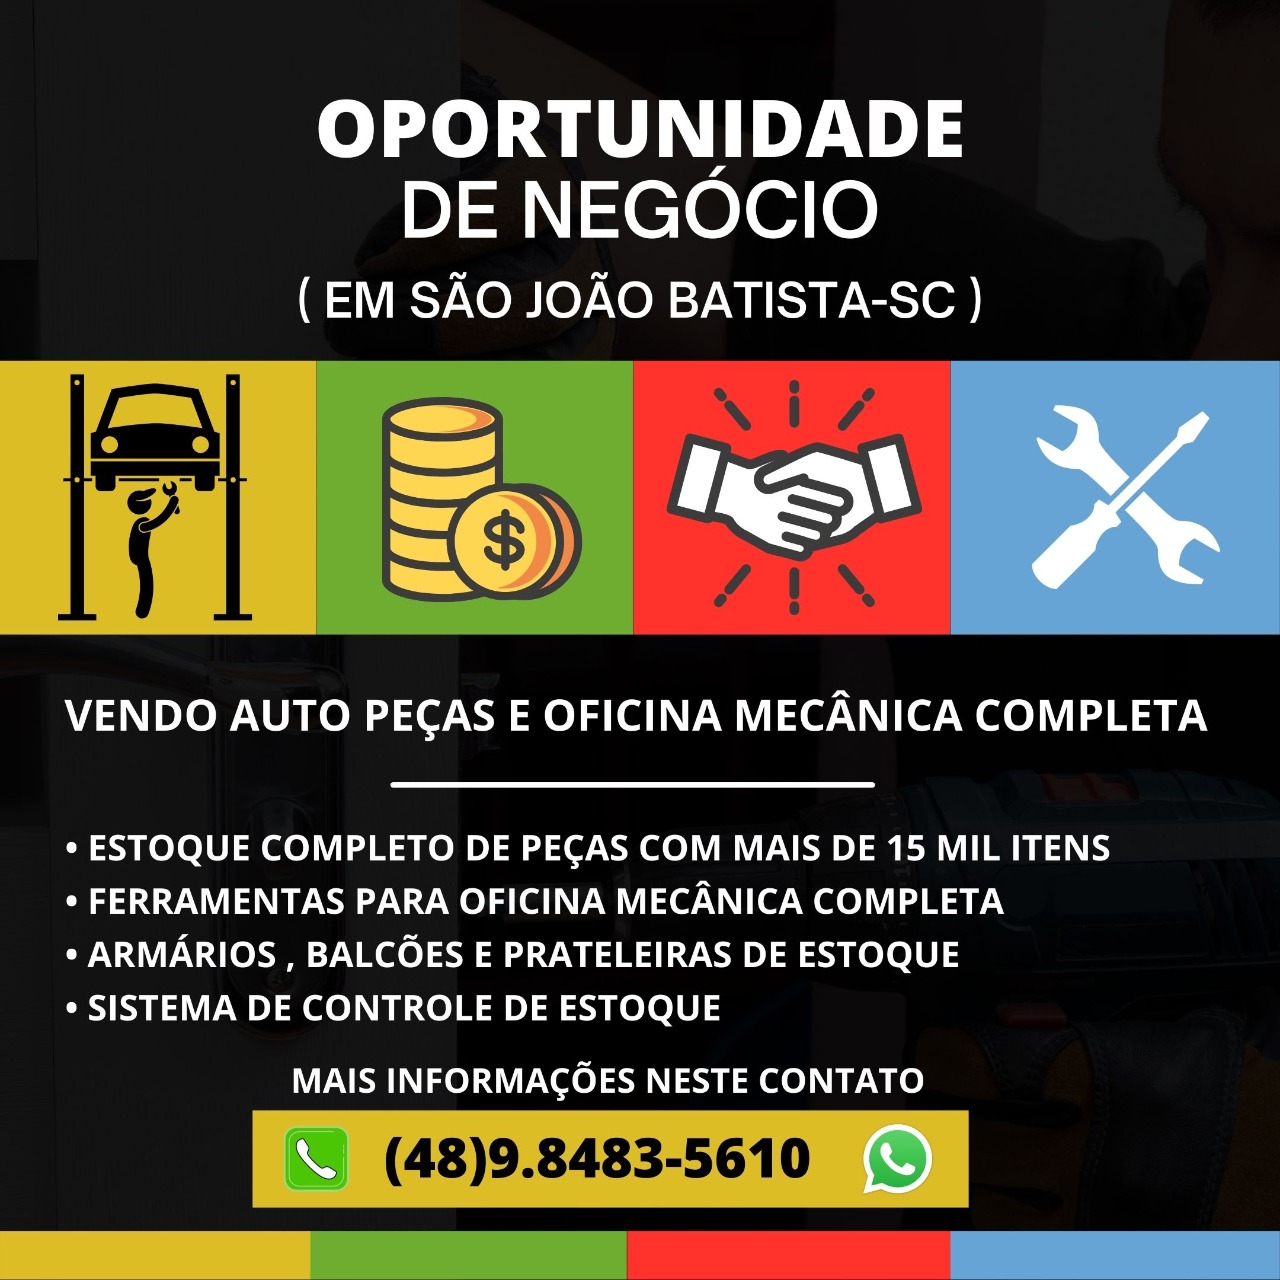 OPORTUNIDADE
DE NEGÓCIO
( EM SÃO JOÃO BATISTA-SC )
$
VENDO AUTO PEÇAS E OFICINA MECÂNICA COMPLETA
• ESTOQUE COMPLETO DE PEÇAS COM MAIS DE 15 MIL ITENS
• FERRAMENTAS PARA OFICINA MECÂNICA COMPLETA
• ARMÁRIOS , BALCÕES E PRATELEIRAS DE ESTOQUE
• SISTEMA DE CONTROLE DE ESTOQUE
MAIS INFORMAÇÕES NESTE CONTATO
(48)9.8483-5610